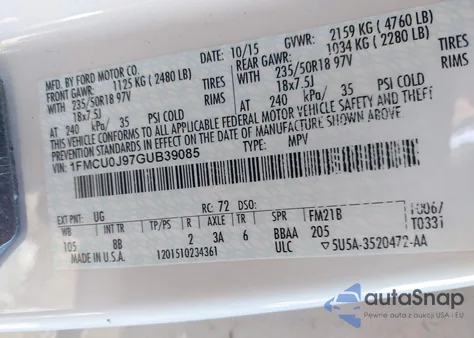 MFD. BY FORD MOTOR CO.
10/15
GVWR: 2159 KG ( 4760 LB)
FRONT GAWR: 1125 KG ( 2480 LB)
REAR GAWR: 1034 KG ( 2280 LB)
WITH 235/50R18 97V TIRES
WITH 235/50R18 97V TIRES
18x7.5J RIMS
18x7.5J RIMS
AT 240 kPa/ 35 PSI COLD
AT 240 kPa/ 35 PSI COLD
THIS VEHICLE CONFORMS TO ALL APPLICABLE FEDERAL MOTOR VEHICLE SAFETY AND THEFT
PREVENTION STANDARDS IN EFFECT ON THE DATE OF MANUFACTURE SHOWN ABOVE.
VIN: 1FMCU0J97GUB39085
TYPE: MPV
EXT PNT: UG RC: 72 DSO: FM21B
INT TR TP/PS R AXLE TR SPR T0067
105 8B 2 3A 6 BBAA 205 T0331
MADE IN U.S.A. 1201510234361 ULC 5U5A-3520472-AA
autoSnap
Pewne auta z aukcji USA i EU